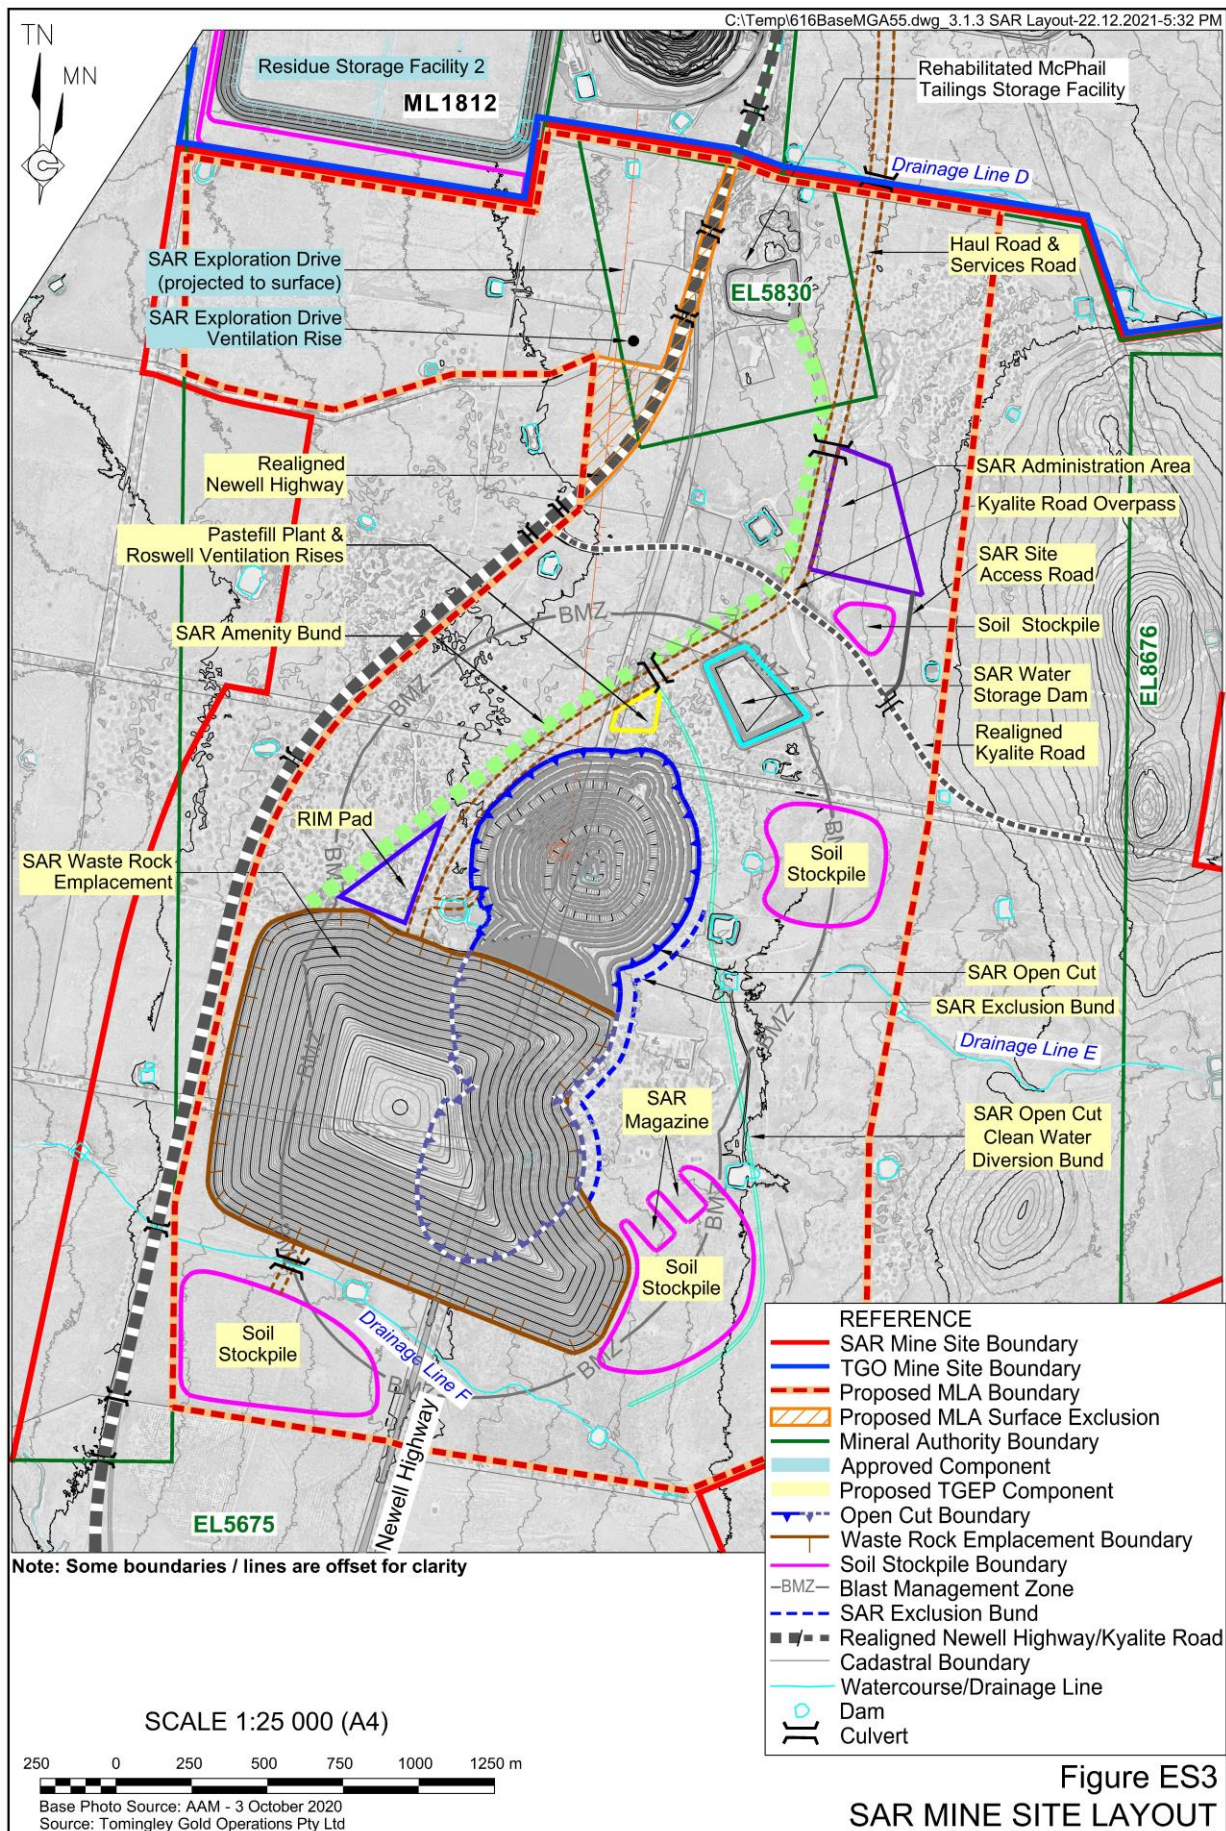 C:\Temp\616BaseMGA55.dwg_3.1.3 SAR Layout-22.12.2021-5:32 PM
TN
MN
Residue Storage Facility 2
ML1812
Rehabilitated McPhail
Tailings Storage Facility
Drainage Line D
SAR Exploration Drive
(projected to surface)
Haul Road &
Services Road
EL5830
SAR Exploration Drive
Ventilation Rise
Realigned
Newell Highway
SAR Administration Area
Kyalite Road Overpass
Pastefill Plant &
Roswell Ventilation Rises
SAR Site
Access Road
SAR Amenity Bund
BMZ
Soil Stockpile
EL8676
BMZ
SAR Water
Storage Dam
Realigned
Kyalite Road
RIM Pad
SAR Waste Rock
Emplacement
Soil
Stockpile
SAR Open Cut
SAR Exclusion Bund
BMZ
BMZ
Drainage Line E
SAR
Magazine
SAR Open Cut
Clean Water
Diversion Bund
BMZ
Soil
Stockpile
Soil
Stockpile
Drainage Line F
BMZ
Newell Highway
EL5675
Note: Some boundaries / lines are offset for clarity
REFERENCE
SAR Mine Site Boundary
TGO Mine Site Boundary
Proposed MLA Boundary
Proposed MLA Surface Exclusion
Mineral Authority Boundary
Approved Component
Proposed TGEP Component
Open Cut Boundary
Waste Rock Emplacement Boundary
Soil Stockpile Boundary
BMZ Blast Management Zone
SAR Exclusion Bund
Realigned Newell Highway/Kyalite Road
Cadastral Boundary
Watercourse/Drainage Line
Dam
Culvert
SCALE 1:25 000 (A4)
250 0 250 500 750 1000 1250 m
Base Photo Source: AAM - 3 October 2020
Source: Tomingley Gold Operations Pty Ltd
Figure ES3
SAR MINE SITE LAYOUT